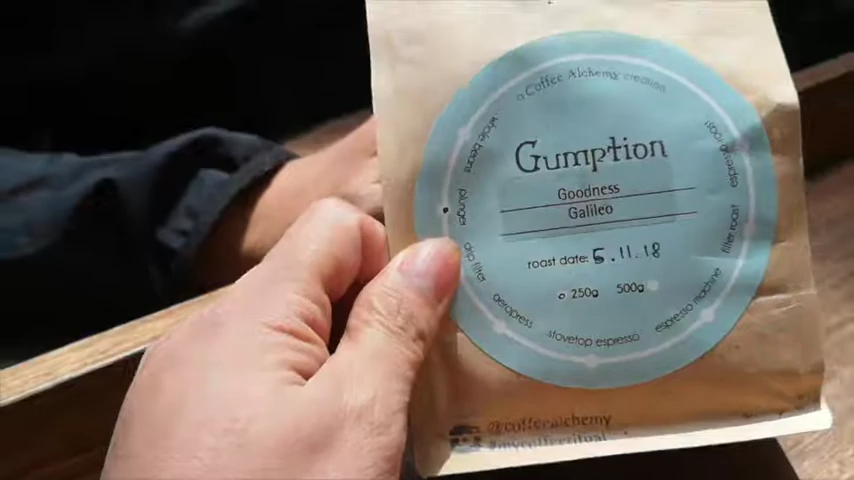 a Coffee Alchemy creation
Gumption
Goodness
Galileo
roast date: 5.11.18
250g 500g
whole beans
plunger
drip filter
aeropress
stovetop espresso
espresso machine
filter roast
espresso
roast
@coffeealchemy
#mycoffeeritual